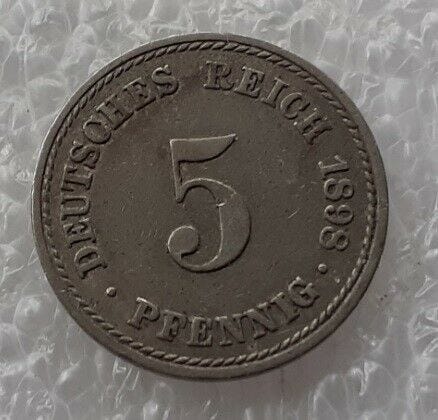 DEUTSCHES REICH 1898
5
· PFENNIG ·